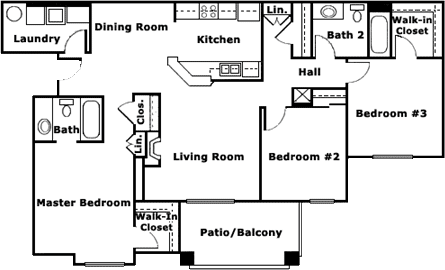 Lin.
Walk-in
Closet
Dining Room
Laundry
Kitchen
Bath 2
Hall
Clos.
Bedroom #3
Bath
Lin.
Living Room
Bedroom #2
Master Bedroom
Walk-In
Closet
Patio/Balcony